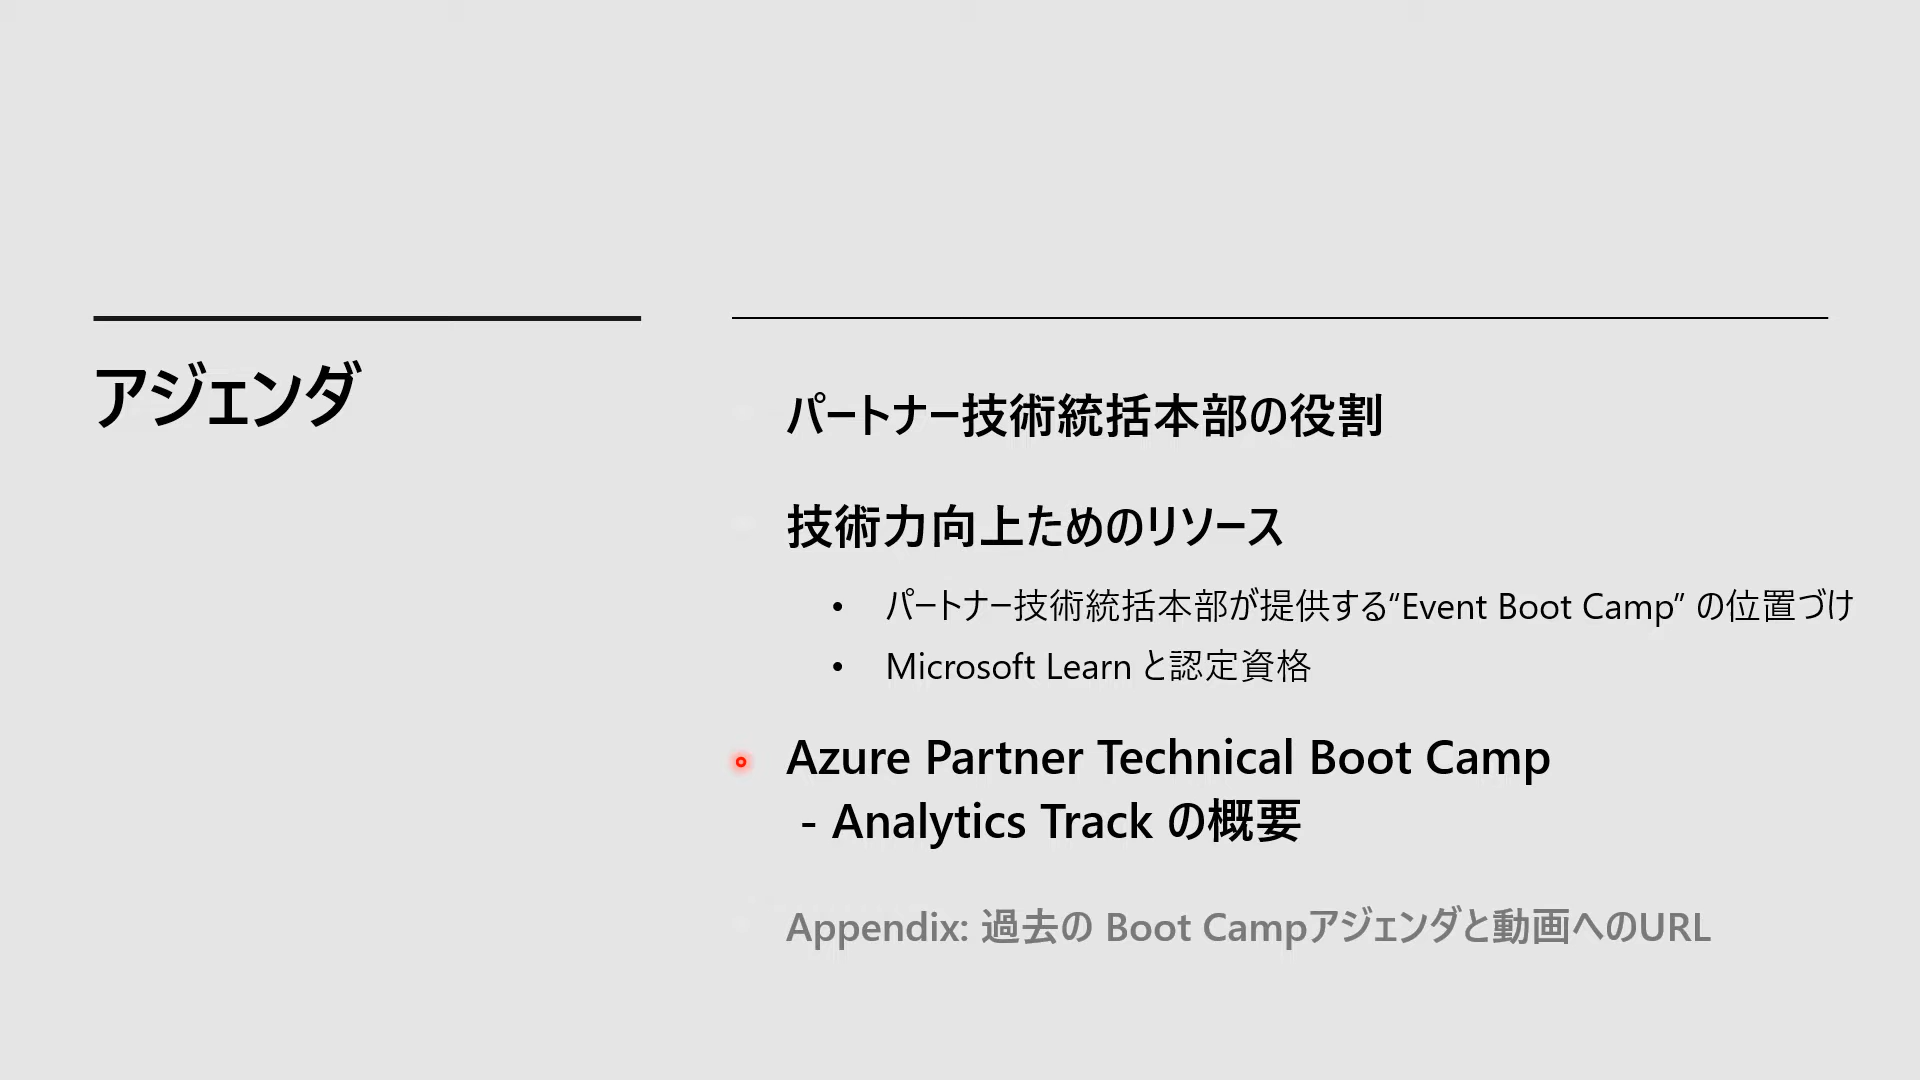 アジェンダ
パートナー技術統括本部の役割
技術力向上ためのリソース
• パートナー技術統括本部が提供する“Event Boot Camp” の位置づけ
• Microsoft Learn と認定資格
Azure Partner Technical Boot Camp
- Analytics Track の概要
Appendix: 過去の Boot Campアジェンダと動画へのURL